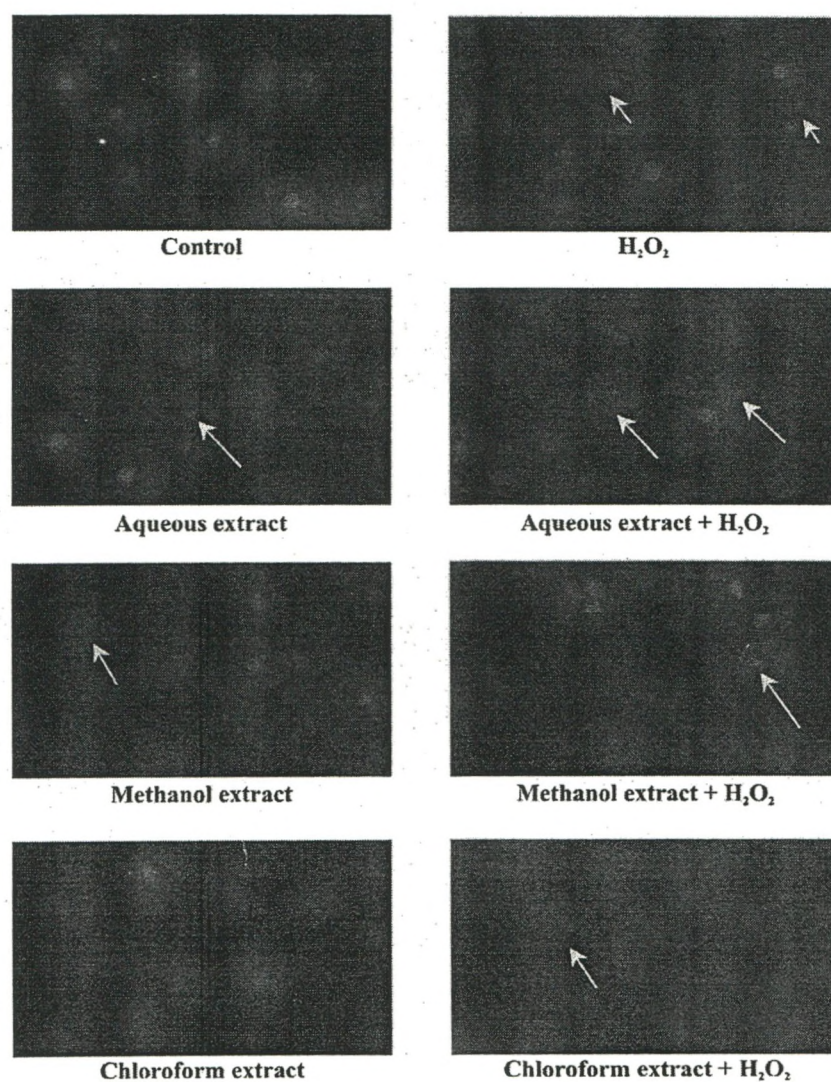 Control
H₂O₂
Aqueous extract
Aqueous extract + H₂O₂
Methanol extract
Methanol extract + H₂O₂
Chloroform extract
Chloroform extract + H₂O₂